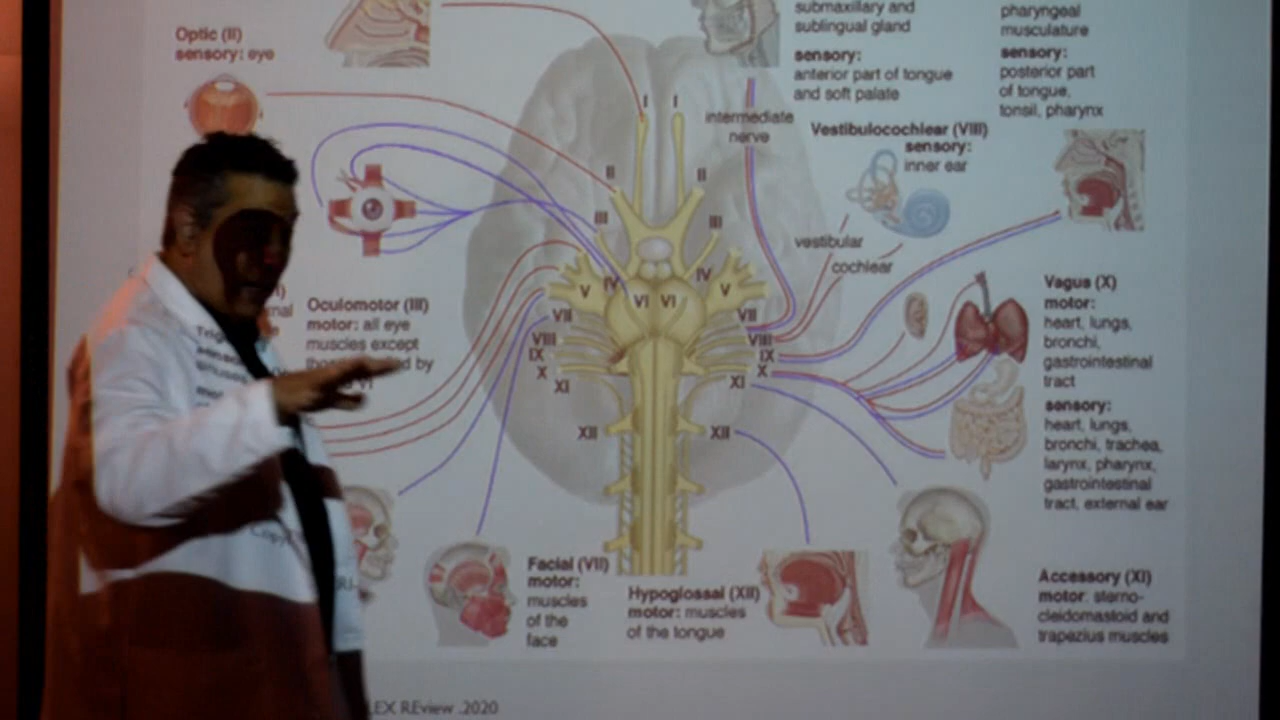 Optic (II)
sensory: eye
submaxillary and
sublingual gland
sensory:
anterior part of tongue
and soft palate
pharyngeal
musculature
sensory:
posterior part
of tongue,
tonsil, pharynx
I I
intermediate
nerve
Vestibulocochlear (VIII)
sensory:
inner ear
vestibular
cochlear
II II
III III
IV IV
V V
VI VI
VII VII
VIII VIII
IX IX
X X
XI XI
XII XII
Oculomotor (III)
motor: all eye
muscles except
by
Vagus (X)
motor:
heart, lungs,
bronchi,
gastrointestinal
tract
sensory:
heart, lungs,
bronchi, trachea,
larynx, pharynx,
gastrointestinal
tract, external ear
Facial (VII)
motor:
muscles
of the
face
Hypoglossal (XII)
motor: muscles
of the tongue
Accessory (XI)
motor: sterno-
cleidomastoid and
trapezius muscles
LEX REview .2020